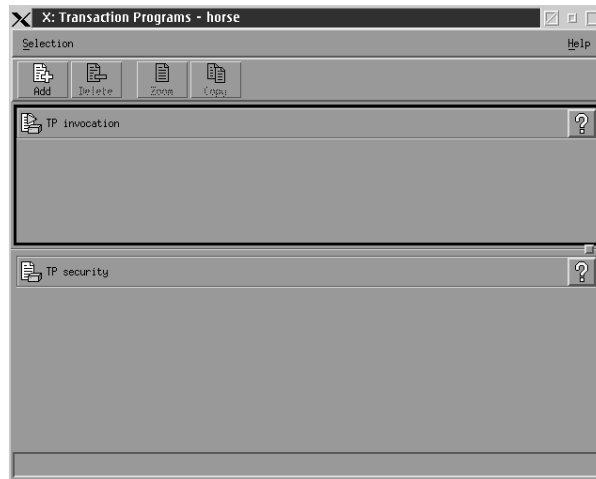 X: Transaction Programs - horse
Selection Help
Add Delete Zoom Copy
TP invocation
TP security